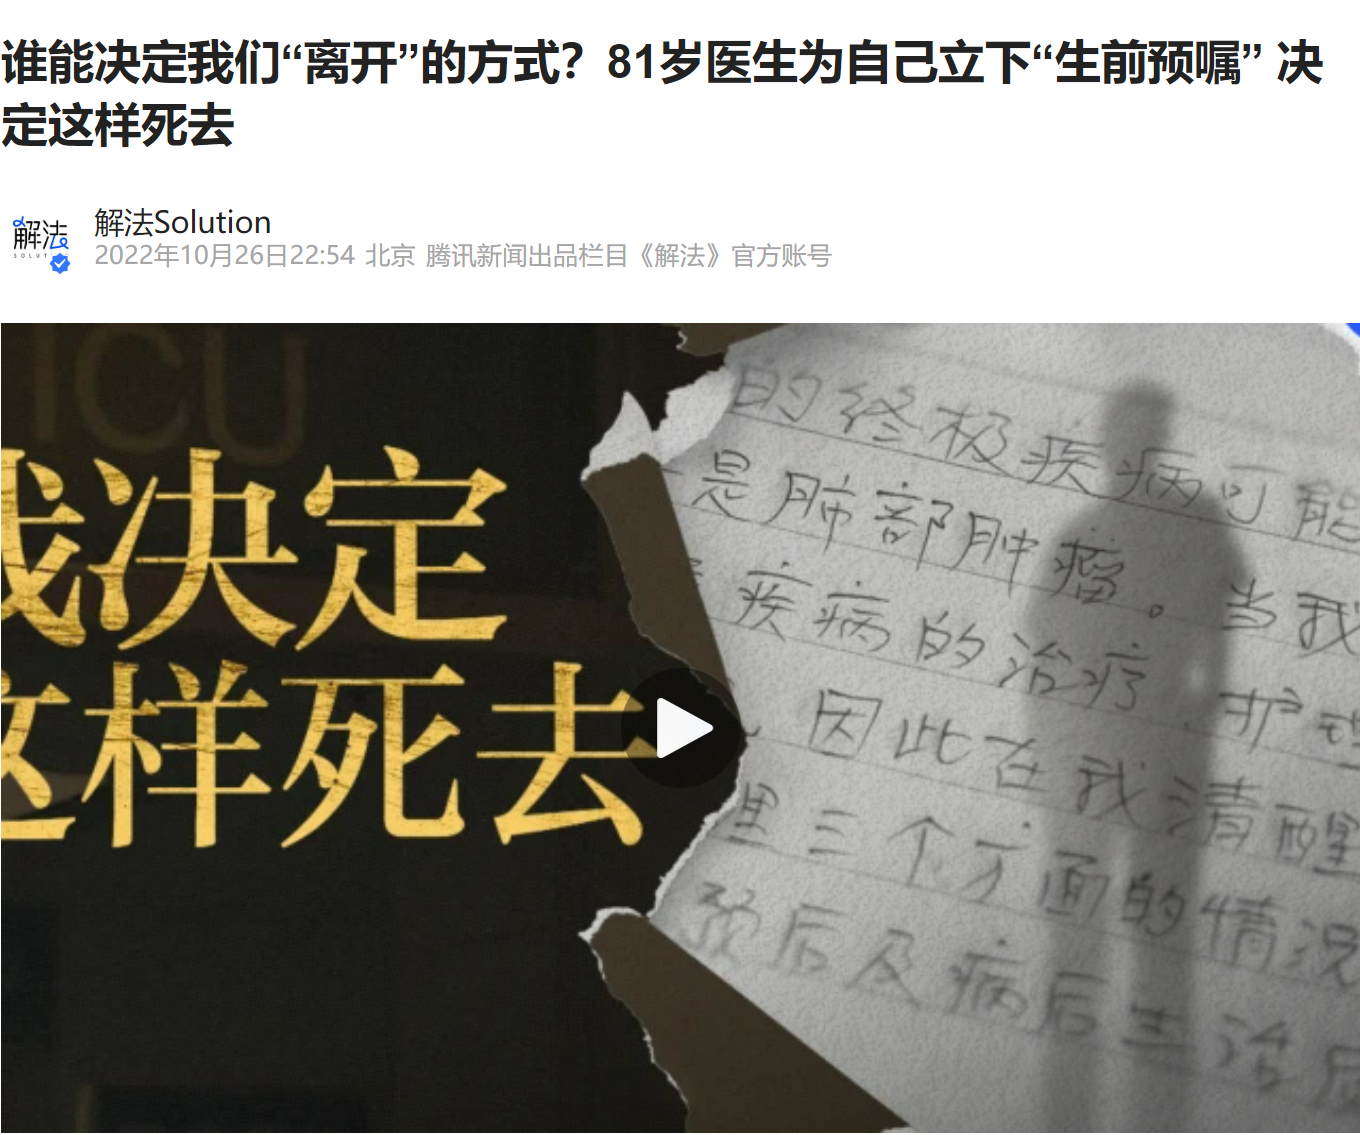 谁能决定我们“离开”的方式？81岁医生为自己立下“生前预嘱” 决
定这样死去
解法
SOLUT
解法Solution
2022年10月26日22:54 北京 腾讯新闻出品栏目《解法》官方账号
ICU
我决定
这样死去
的终极疾病可能
是肺部肿瘤。当我
疾病的治疗、护理
因此在我清醒
里三个方面的情况
预后及病后生活